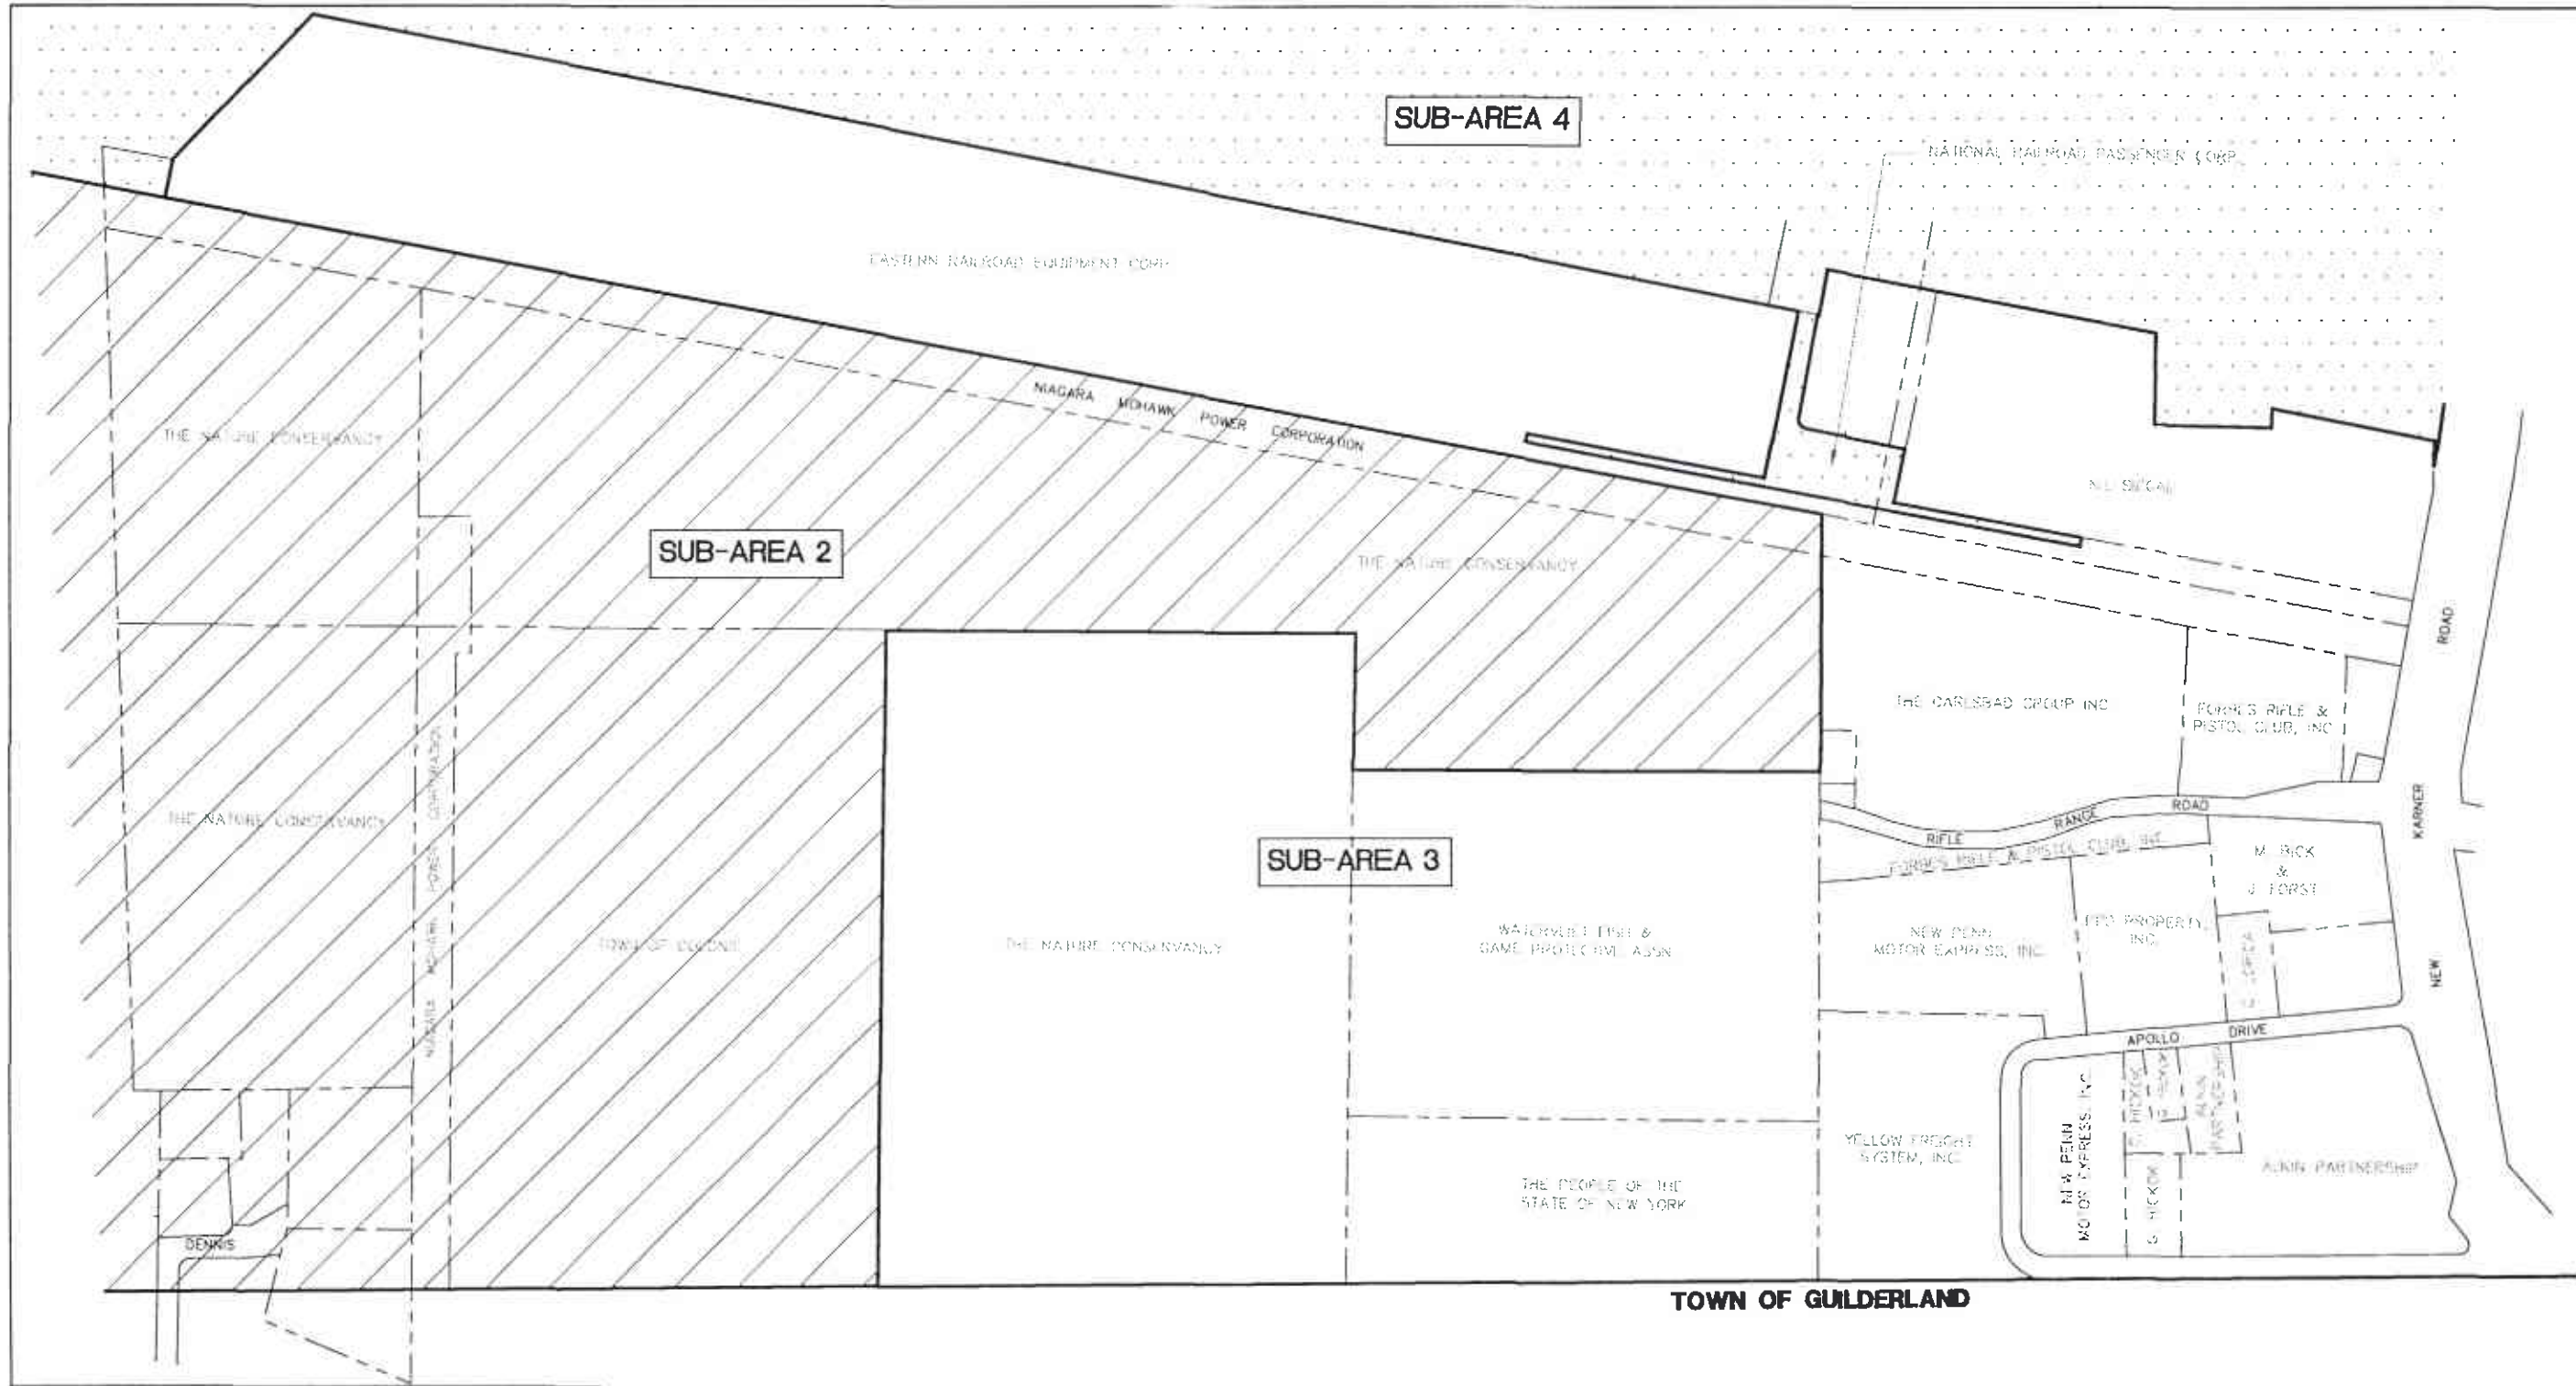 SUB-AREA 4
NATIONAL RAILROAD PASSENGER CORP.
EASTERN RAILROAD EQUIPMENT CORP.
NIAGARA MOHAWK POWER CORPORATION
THE NATURE CONSERVANCY
SUB-AREA 2
THE NATURE CONSERVANCY
ROAD
THE CARLSBAD GROUP INC
FORBES RIFLE &
PISTOL CLUB, INC
THE NATURE CONSERVANCY
NIAGARA MOHAWK POWER CORPORATION
SUB-AREA 3
RIFLE RANGE ROAD
KARNER
FORBES RIFLE & PISTOL CLUB, INC.
M. RICK
&
J. FORST
TOWN OF COLONIE
THE NATURE CONSERVANCY
WATERVLIET FISH &
GAME PROTECTIVE ASSN.
NEW PENN
MOTOR EXPRESS, INC.
PROPERTY,
INC.
NEW
APOLLO DRIVE
YELLOW FREIGHT
SYSTEM, INC.
THE PEOPLE OF THE
STATE OF NEW YORK
NEW PENN
MOTOR EXPRESS, INC.
HICKOK
PARTNERSHIP
G. HICKOK
PARTNERSHIP
DENNIS
TOWN OF GUILDERLAND